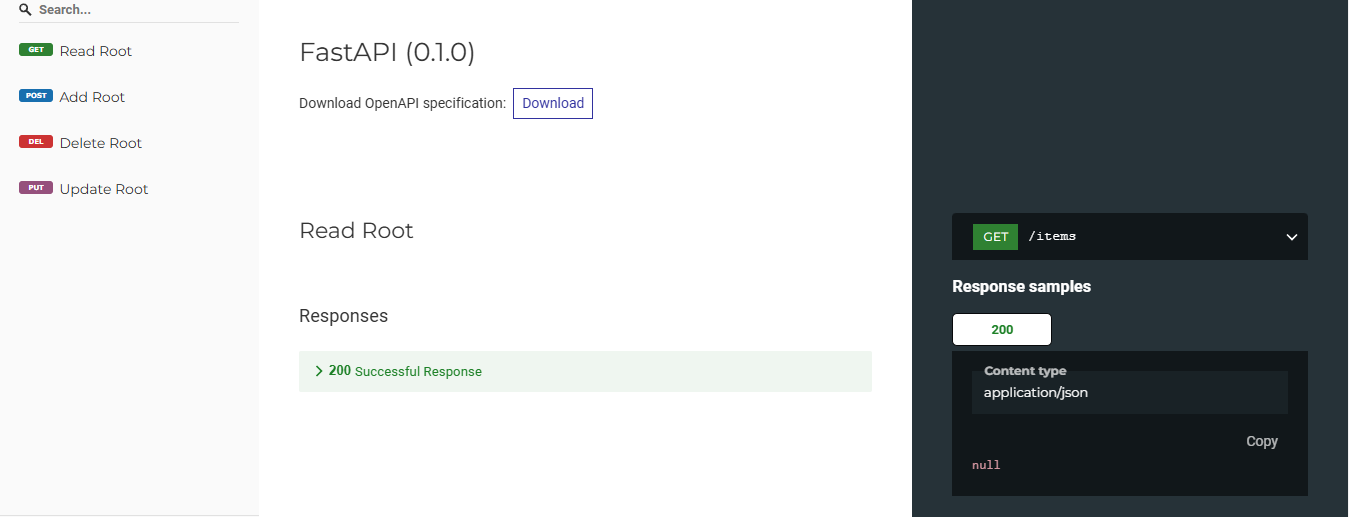 Search...
GET Read Root
POST Add Root
DEL Delete Root
PUT Update Root
FastAPI (0.1.0)
Download OpenAPI specification: Download
Read Root
Responses
200 Successful Response
GET /items
Response samples
200
Content type
application/json
Copy
null